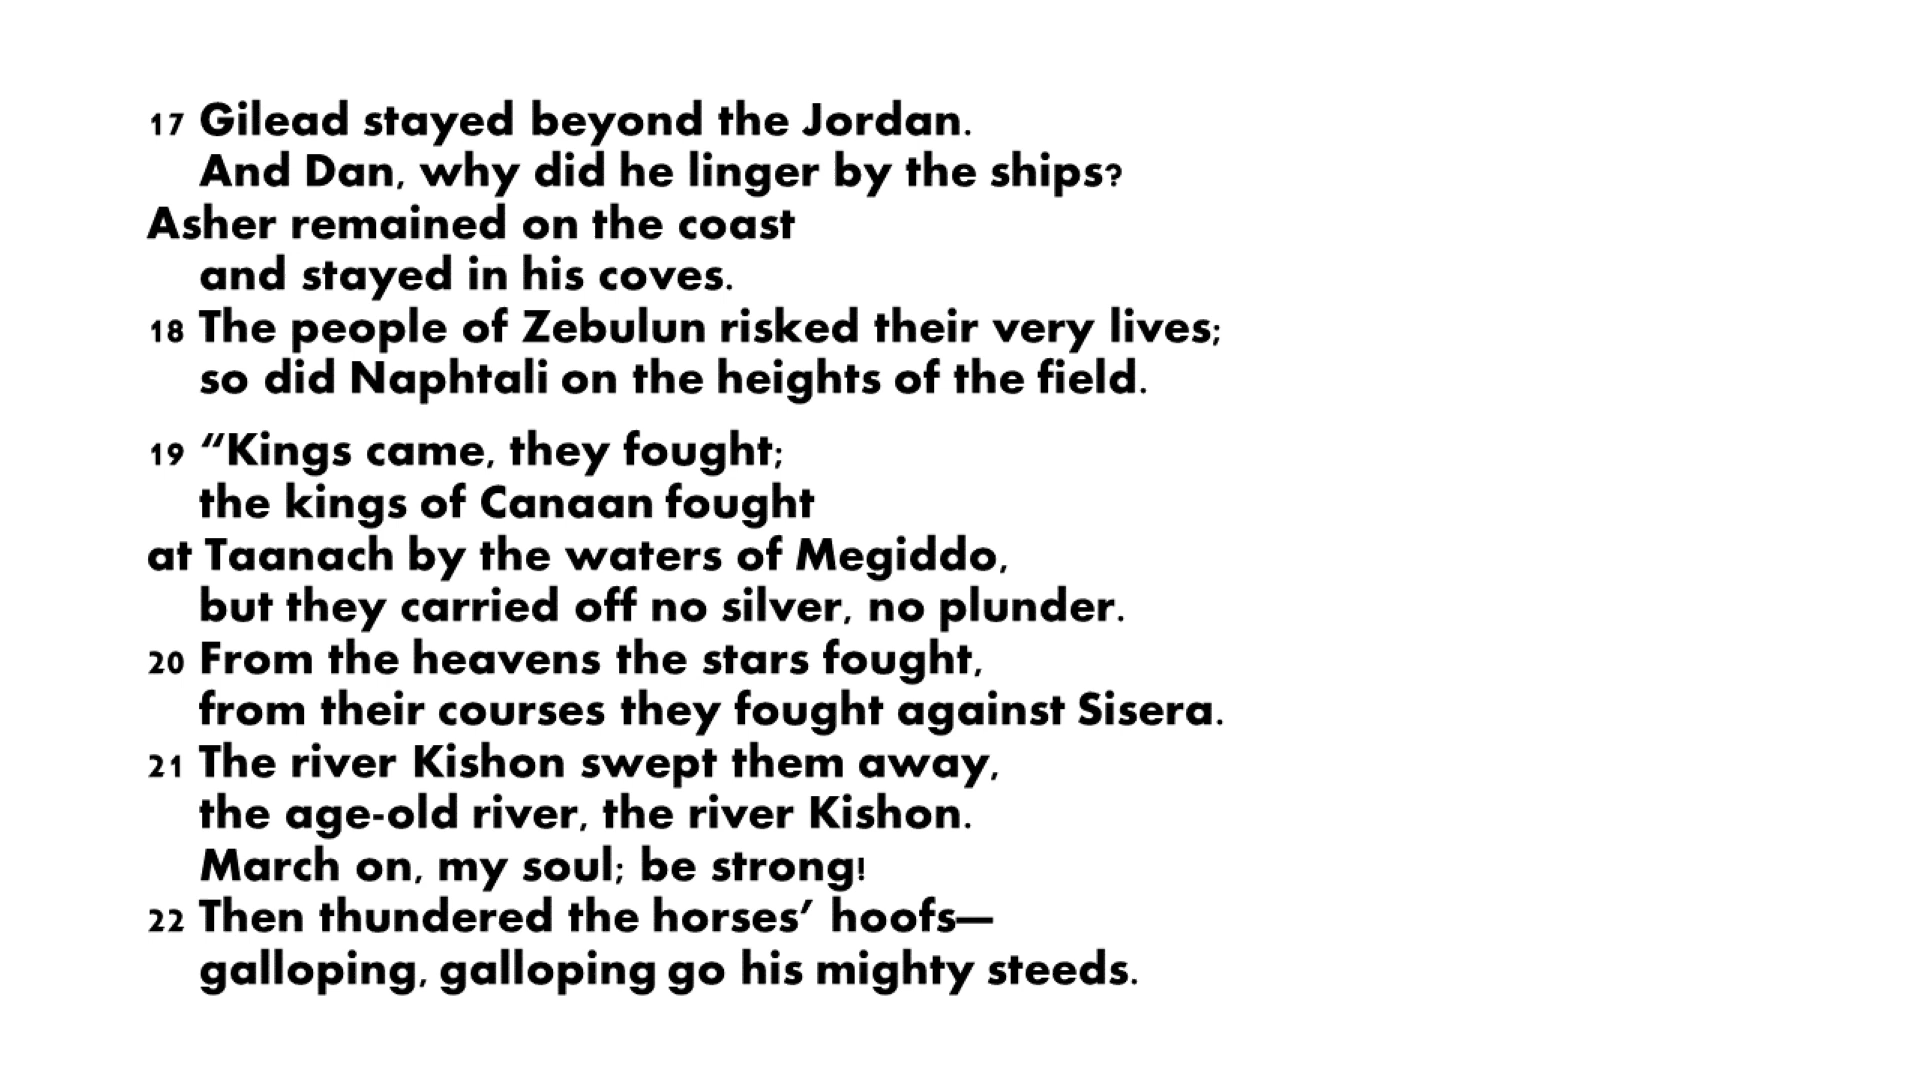 17 Gilead stayed beyond the Jordan.
And Dan, why did he linger by the ships?
Asher remained on the coast
and stayed in his coves.
18 The people of Zebulun risked their very lives;
so did Naphtali on the heights of the field.
19 “Kings came, they fought;
the kings of Canaan fought
at Taanach by the waters of Megiddo,
but they carried off no silver, no plunder.
20 From the heavens the stars fought,
from their courses they fought against Sisera.
21 The river Kishon swept them away,
the age-old river, the river Kishon.
March on, my soul; be strong!
22 Then thundered the horses’ hoofs—
galloping, galloping go his mighty steeds.